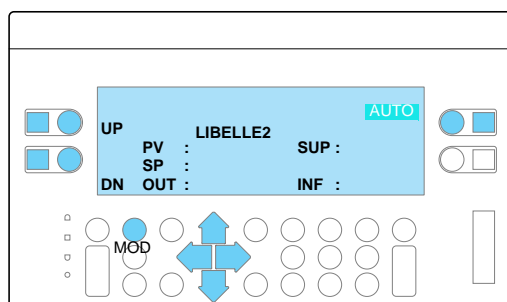 AUTO
UP LIBELLE2
PV : SUP :
SP :
DN OUT : INF :
MOD